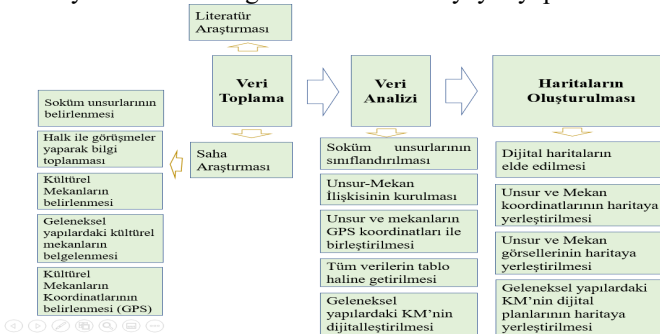 Literatür
Araştırması
Veri
Toplama
Saha
Araştırması
Soküm unsurlarının
belirlenmesi
Halk ile görüşmeler
yaparak bilgi
toplanması
Kültürel
Mekanların
belirlenmesi
Geleneksel
yapılardaki kültürel
mekanların
belgelenmesi
Kültürel
Mekanların
Koordinatlarının
belirlenmesi (GPS)
Veri
Analizi
Soküm unsurlarının
sınıflandırılması
Unsur-Mekan
İlişkisinin kurulması
Unsur ve mekanların
GPS koordinatları ile
birleştirilmesi
Tüm verilerin tablo
haline getirilmesi
Geleneksel
yapılardaki KM'nin
dijitalleştirilmesi
Haritaların
Oluşturulması
Dijital haritaların
elde edilmesi
Unsur ve Mekan
koordinatlarının haritaya
yerleştirilmesi
Unsur ve Mekan
görsellerinin haritaya
yerleştirilmesi
Geleneksel yapılardaki
KM'nin dijital
planlarının haritaya
yerleştirilmesi